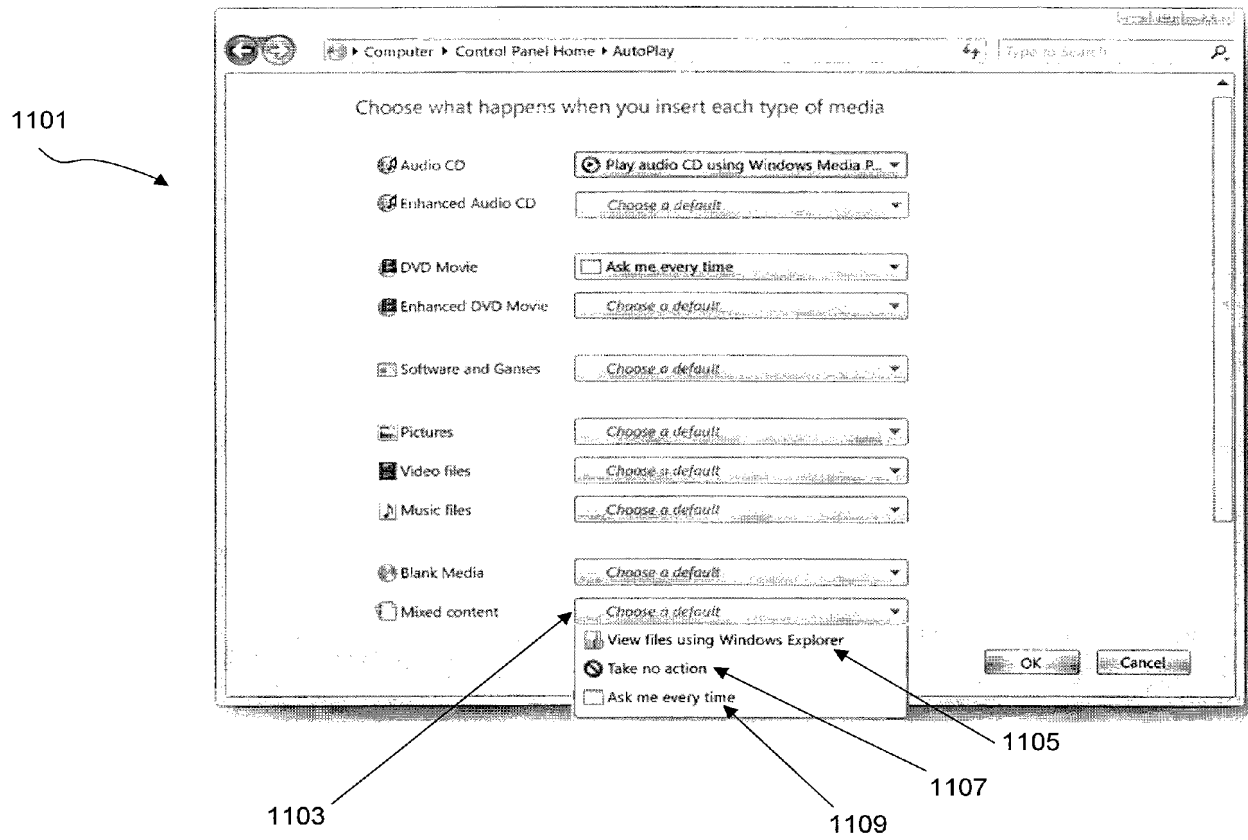 Computer Control Panel Home AutoPlay Type to Search
Choose what happens when you insert each type of media
1101
Audio CD Play audio CD using Windows Media P...
Enhanced Audio CD Choose a default
DVD Movie Ask me every time
Enhanced DVD Movie Choose a default
Software and Games Choose a default
Pictures Choose a default
Video files Choose a default
Music files Choose a default
Blank Media Choose a default
Mixed content Choose a default
View files using Windows Explorer
Take no action
Ask me every time
OK Cancel
1105
1107
1103
1109